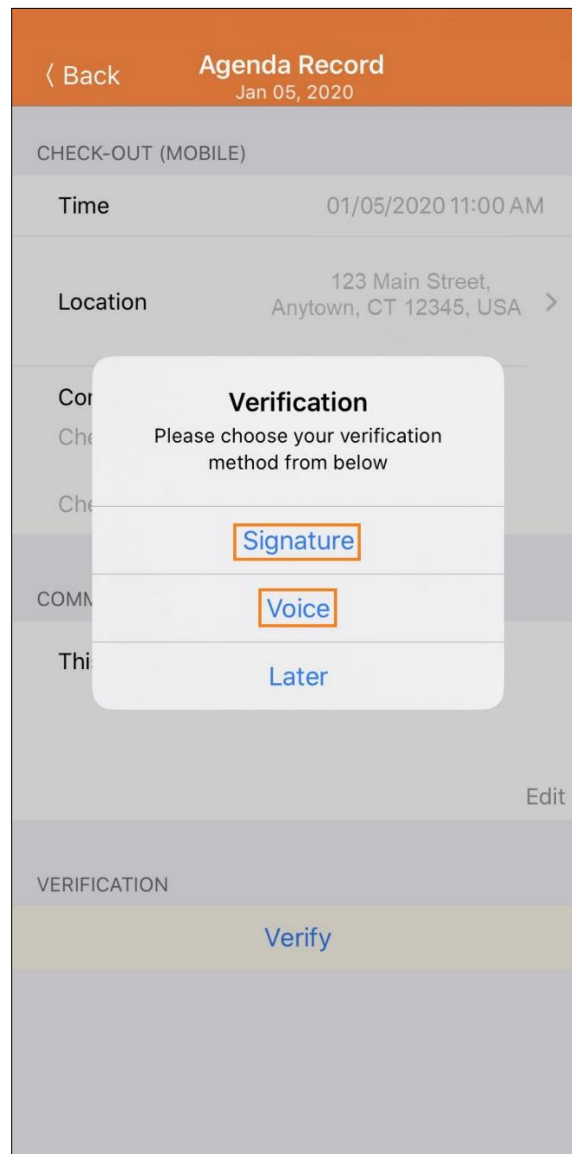 Back
Agenda Record
Jan 05, 2020
CHECK-OUT (MOBILE)
Time 01/05/2020 11:00 AM
123 Main Street,
Location Anytown, CT 12345, USA
Verification
Please choose your verification
method from below
Signature
Voice
Later
Edit
VERIFICATION
Verify